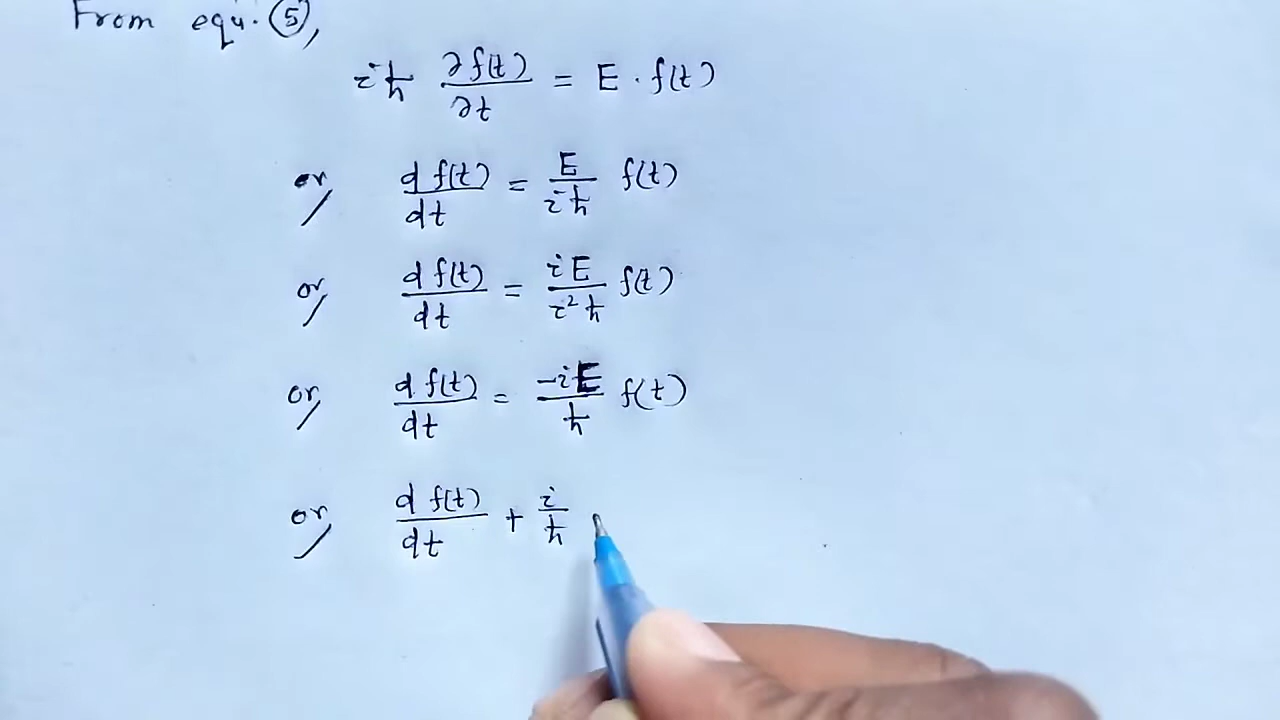 From equ. ⑤,
iħ ∂f(t)/∂t = E · f(t)
or, d f(t)/dt = E/iħ f(t)
or, d f(t)/dt = iE/i²ħ f(t)
or, d f(t)/dt = -iE/ħ f(t)
or, d f(t)/dt + i/ħ